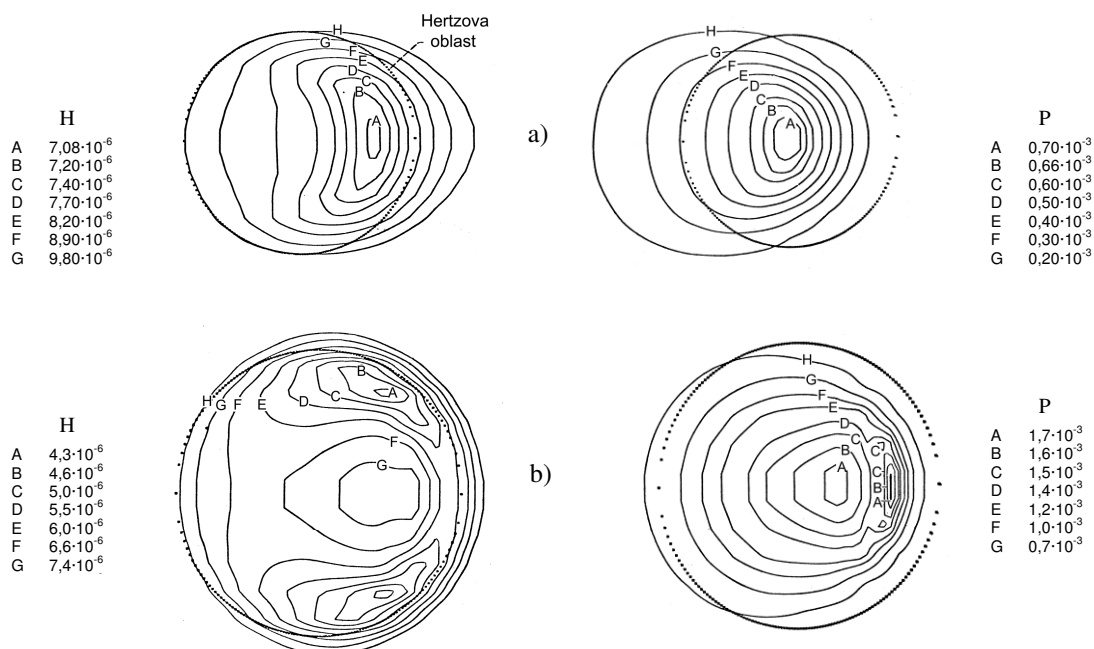 Hertzova
oblast
H
G
F
E
D
C
B
A
H
A 7,08·10⁻⁶
B 7,20·10⁻⁶
C 7,40·10⁻⁶
D 7,70·10⁻⁶
E 8,20·10⁻⁶
F 8,90·10⁻⁶
G 9,80·10⁻⁶
a)
H
G
F
E
D
C
B
A
P
A 0,70·10⁻³
B 0,66·10⁻³
C 0,60·10⁻³
D 0,50·10⁻³
E 0,40·10⁻³
F 0,30·10⁻³
G 0,20·10⁻³
H
A 4,3·10⁻⁶
B 4,6·10⁻⁶
C 5,0·10⁻⁶
D 5,5·10⁻⁶
E 6,0·10⁻⁶
F 6,6·10⁻⁶
G 7,4·10⁻⁶
B
H G F E D C A
F
G
b)
H
G
F
E
D
C
B
A
C
C
B
A
P
A 1,7·10⁻³
B 1,6·10⁻³
C 1,5·10⁻³
D 1,4·10⁻³
E 1,2·10⁻³
F 1,0·10⁻³
G 0,7·10⁻³